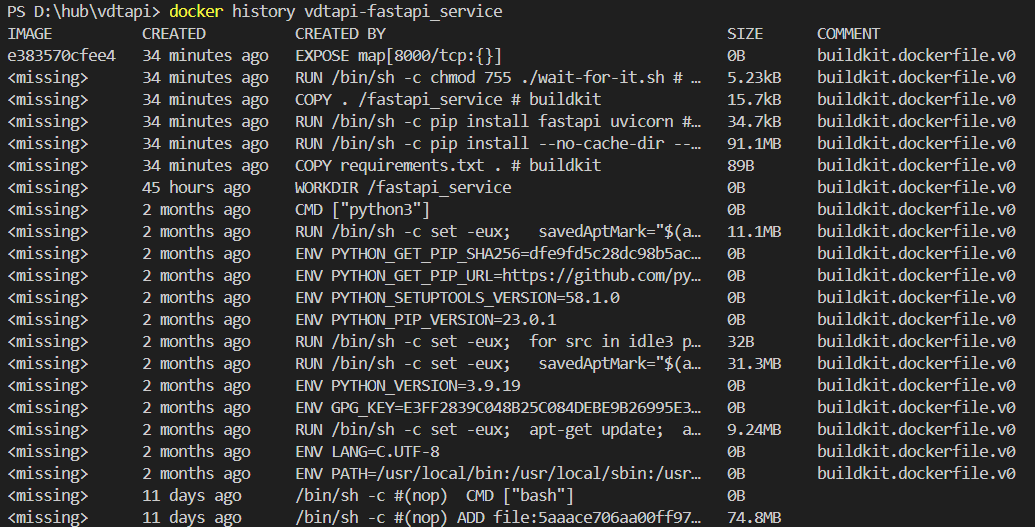 PS D:\hub\vdtapi> docker history vdtapi-fastapi_service
IMAGE CREATED CREATED BY SIZE COMMENT
e383570cfee4 34 minutes ago EXPOSE map[8000/tcp:{}] 0B buildkit.dockerfile.v0
<missing> 34 minutes ago RUN /bin/sh -c chmod 755 ./wait-for-it.sh # … 5.23kB buildkit.dockerfile.v0
<missing> 34 minutes ago COPY . /fastapi_service # buildkit 15.7kB buildkit.dockerfile.v0
<missing> 34 minutes ago RUN /bin/sh -c pip install fastapi uvicorn #… 34.7kB buildkit.dockerfile.v0
<missing> 34 minutes ago RUN /bin/sh -c pip install --no-cache-dir --… 91.1MB buildkit.dockerfile.v0
<missing> 34 minutes ago COPY requirements.txt . # buildkit 89B buildkit.dockerfile.v0
<missing> 45 hours ago WORKDIR /fastapi_service 0B buildkit.dockerfile.v0
<missing> 2 months ago CMD ["python3"] 0B buildkit.dockerfile.v0
<missing> 2 months ago RUN /bin/sh -c set -eux; savedAptMark="$(a… 11.1MB buildkit.dockerfile.v0
<missing> 2 months ago ENV PYTHON_GET_PIP_SHA256=dfe9fd5c28dc98b5ac… 0B buildkit.dockerfile.v0
<missing> 2 months ago ENV PYTHON_GET_PIP_URL=https://github.com/py… 0B buildkit.dockerfile.v0
<missing> 2 months ago ENV PYTHON_SETUPTOOLS_VERSION=58.1.0 0B buildkit.dockerfile.v0
<missing> 2 months ago ENV PYTHON_PIP_VERSION=23.0.1 0B buildkit.dockerfile.v0
<missing> 2 months ago RUN /bin/sh -c set -eux; for src in idle3 p… 32B buildkit.dockerfile.v0
<missing> 2 months ago RUN /bin/sh -c set -eux; savedAptMark="$(a… 31.3MB buildkit.dockerfile.v0
<missing> 2 months ago ENV PYTHON_VERSION=3.9.19 0B buildkit.dockerfile.v0
<missing> 2 months ago ENV GPG_KEY=E3FF2839C048B25C084DEBE9B26995E3… 0B buildkit.dockerfile.v0
<missing> 2 months ago RUN /bin/sh -c set -eux; apt-get update; a… 9.24MB buildkit.dockerfile.v0
<missing> 2 months ago ENV LANG=C.UTF-8 0B buildkit.dockerfile.v0
<missing> 2 months ago ENV PATH=/usr/local/bin:/usr/local/sbin:/usr… 0B buildkit.dockerfile.v0
<missing> 11 days ago /bin/sh -c #(nop) CMD ["bash"] 0B
<missing> 11 days ago /bin/sh -c #(nop) ADD file:5aaace706aa00ff97… 74.8MB